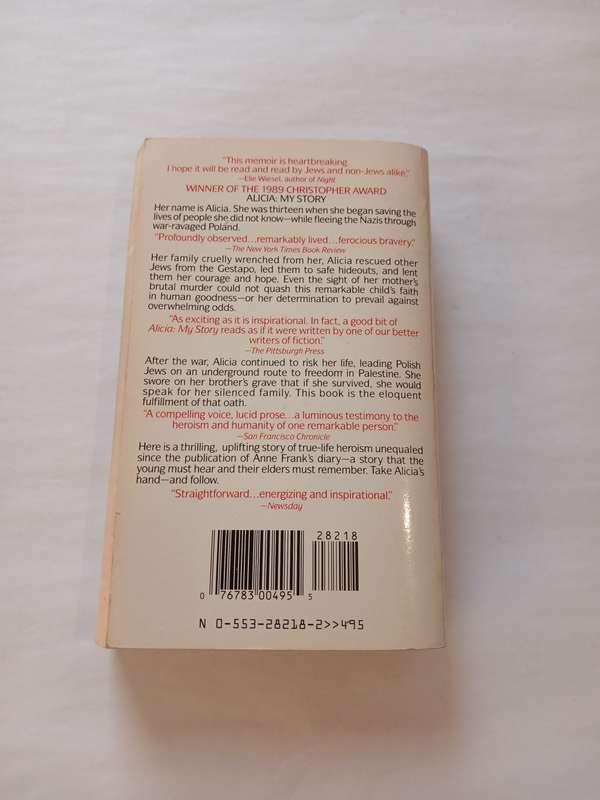 "This memoir is heartbreaking.
I hope it will be read and read by Jews and non-Jews alike."
—Elie Wiesel, author of Night
WINNER OF THE 1989 CHRISTOPHER AWARD
ALICIA: MY STORY
Her name is Alicia. She was thirteen when she began saving the
lives of people she did not know—while fleeing the Nazis through
war-ravaged Poland.
"Profoundly observed...remarkably lived...ferocious bravery."
—The New York Times Book Review
Her family cruelly wrenched from her, Alicia rescued other
Jews from the Gestapo, led them to safe hideouts, and lent
them her courage and hope. Even the sight of her mother's
brutal murder could not quash this remarkable child's faith
in human goodness—or her determination to prevail against
overwhelming odds.
"As exciting as it is inspirational. In fact, a good bit of
Alicia: My Story reads as if it were written by one of our better
writers of fiction."
—The Pittsburgh Press
After the war, Alicia continued to risk her life, leading Polish
Jews on an underground route to freedom in Palestine. She
swore on her brother's grave that if she survived, she would
speak for her silenced family. This book is the eloquent
fulfillment of that oath.
"A compelling voice, lucid prose...a luminous testimony to the
heroism and humanity of one remarkable person."
—San Francisco Chronicle
Here is a thrilling, uplifting story of true-life heroism unequaled
since the publication of Anne Frank's diary—a story that the
young must hear and their elders must remember. Take Alicia's
hand—and follow.
"Straightforward...energizing and inspirational."
—Newsday
28218
0 76783 00495 5
N 0-553-28218-2>>495